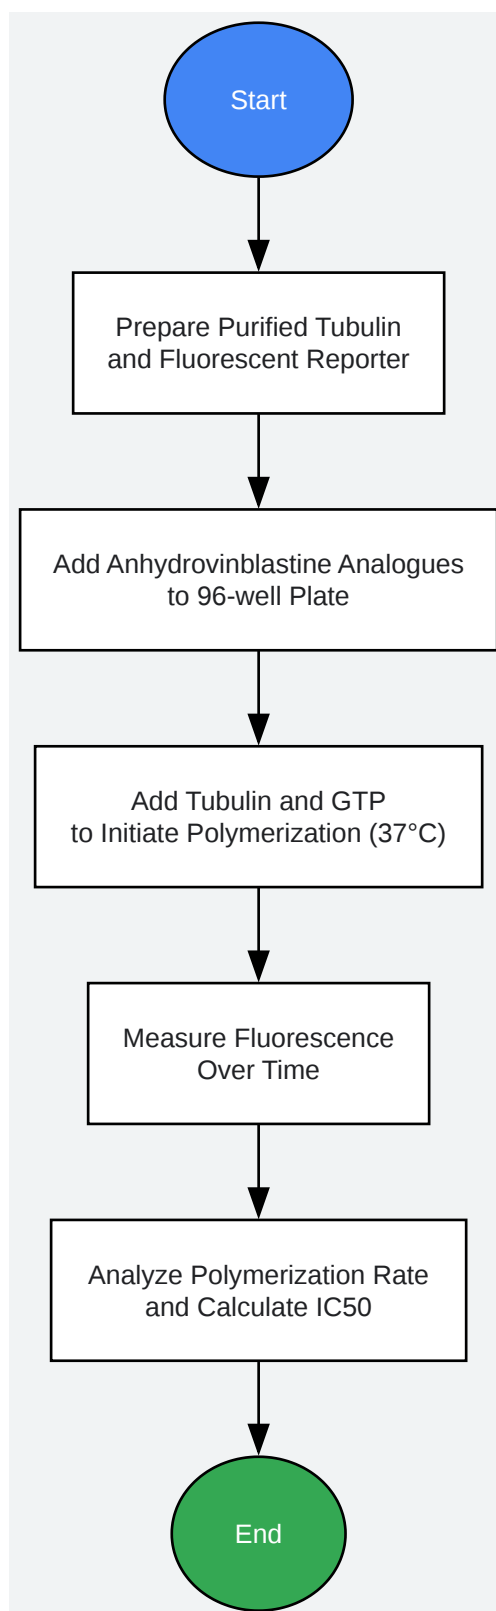 Start
Prepare Purified Tubulin
and Fluorescent Reporter
Add Anhydrovinblastine Analogues
to 96-well Plate
Add Tubulin and GTP
to Initiate Polymerization (37°C)
Measure Fluorescence
Over Time
Analyze Polymerization Rate
and Calculate IC50
End